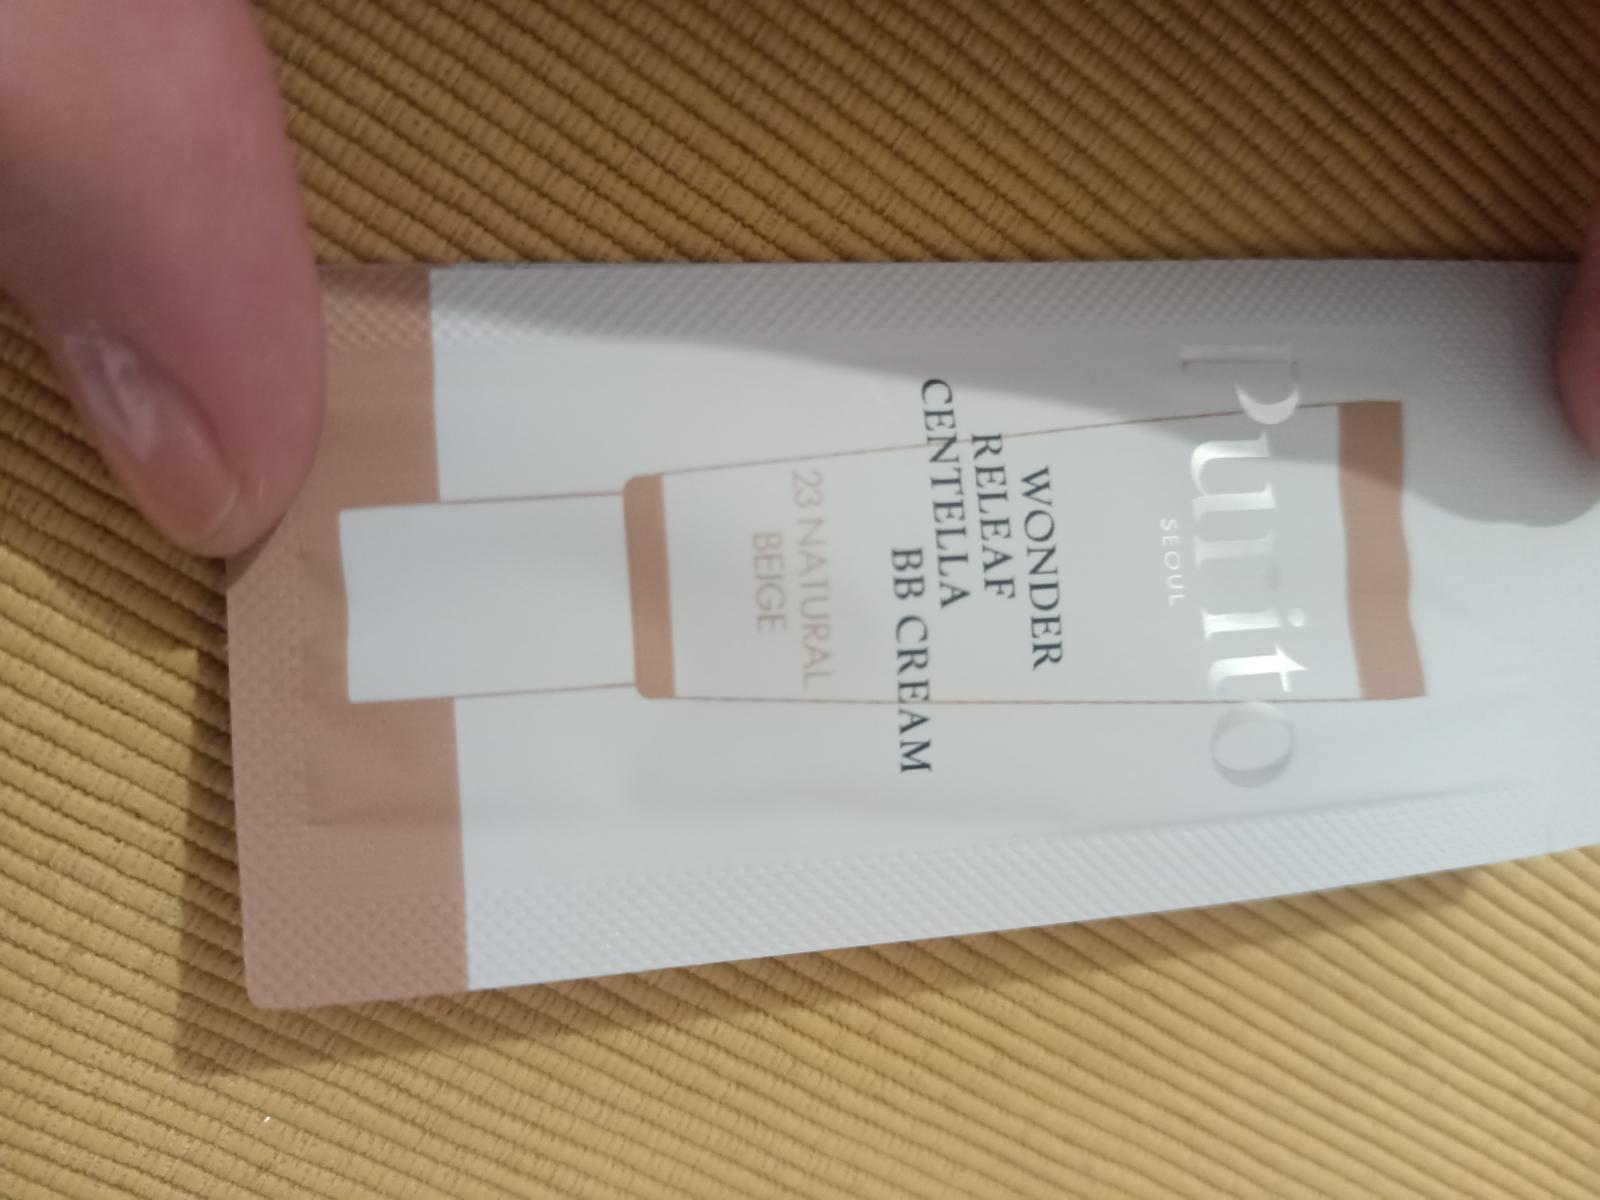 Purito
SEOUL
WONDER
RELEAF
CENTELLA
BB CREAM
23 NATURAL
BEIGE